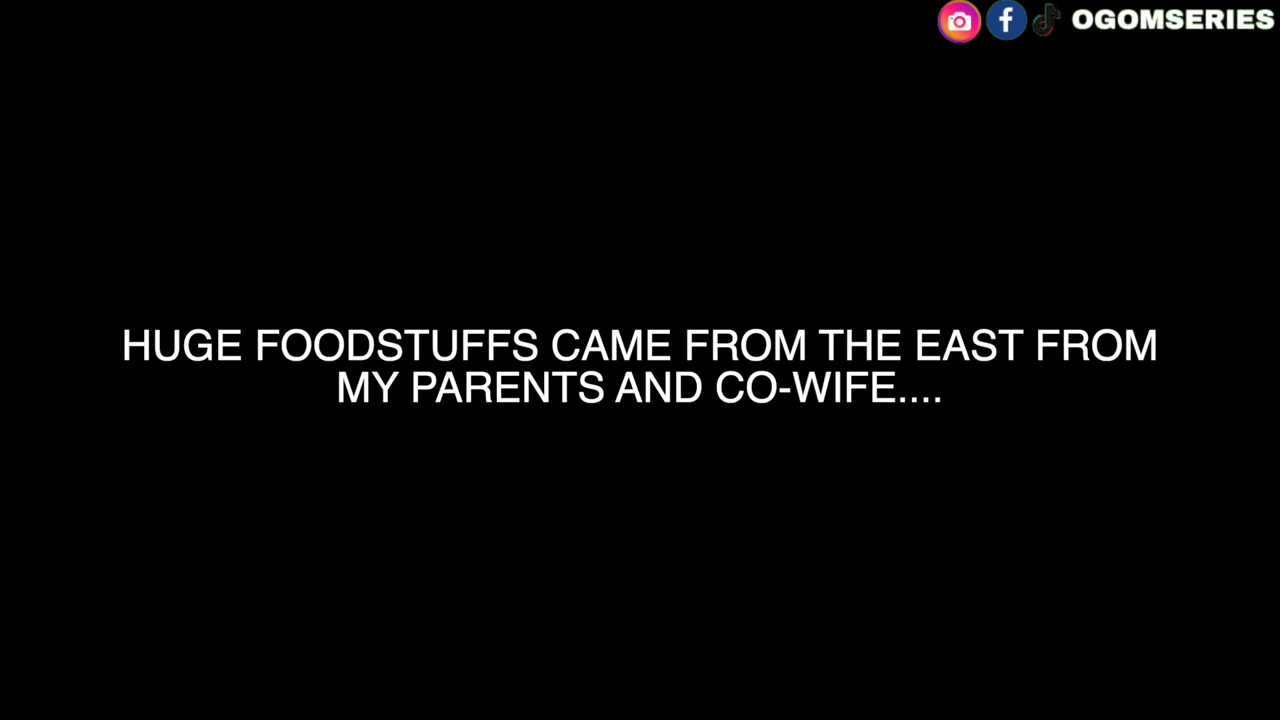 OGOMSERIES
HUGE FOODSTUFFS CAME FROM THE EAST FROM
MY PARENTS AND CO-WIFE....